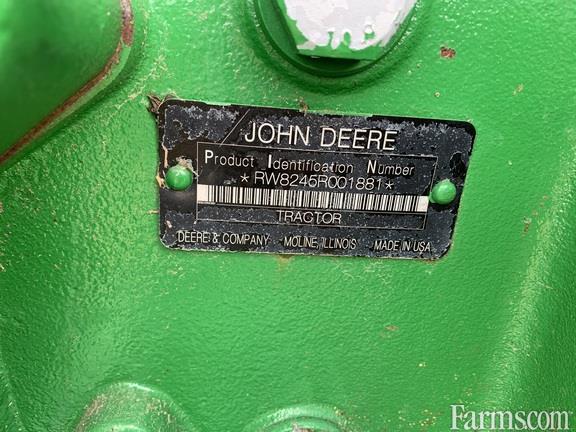 JOHN DEERE
Product Identification Number
*RW8245R001881*
TRACTOR
DEERE & COMPANY MOLINE, ILLINOIS MADE IN USA
Farms.com